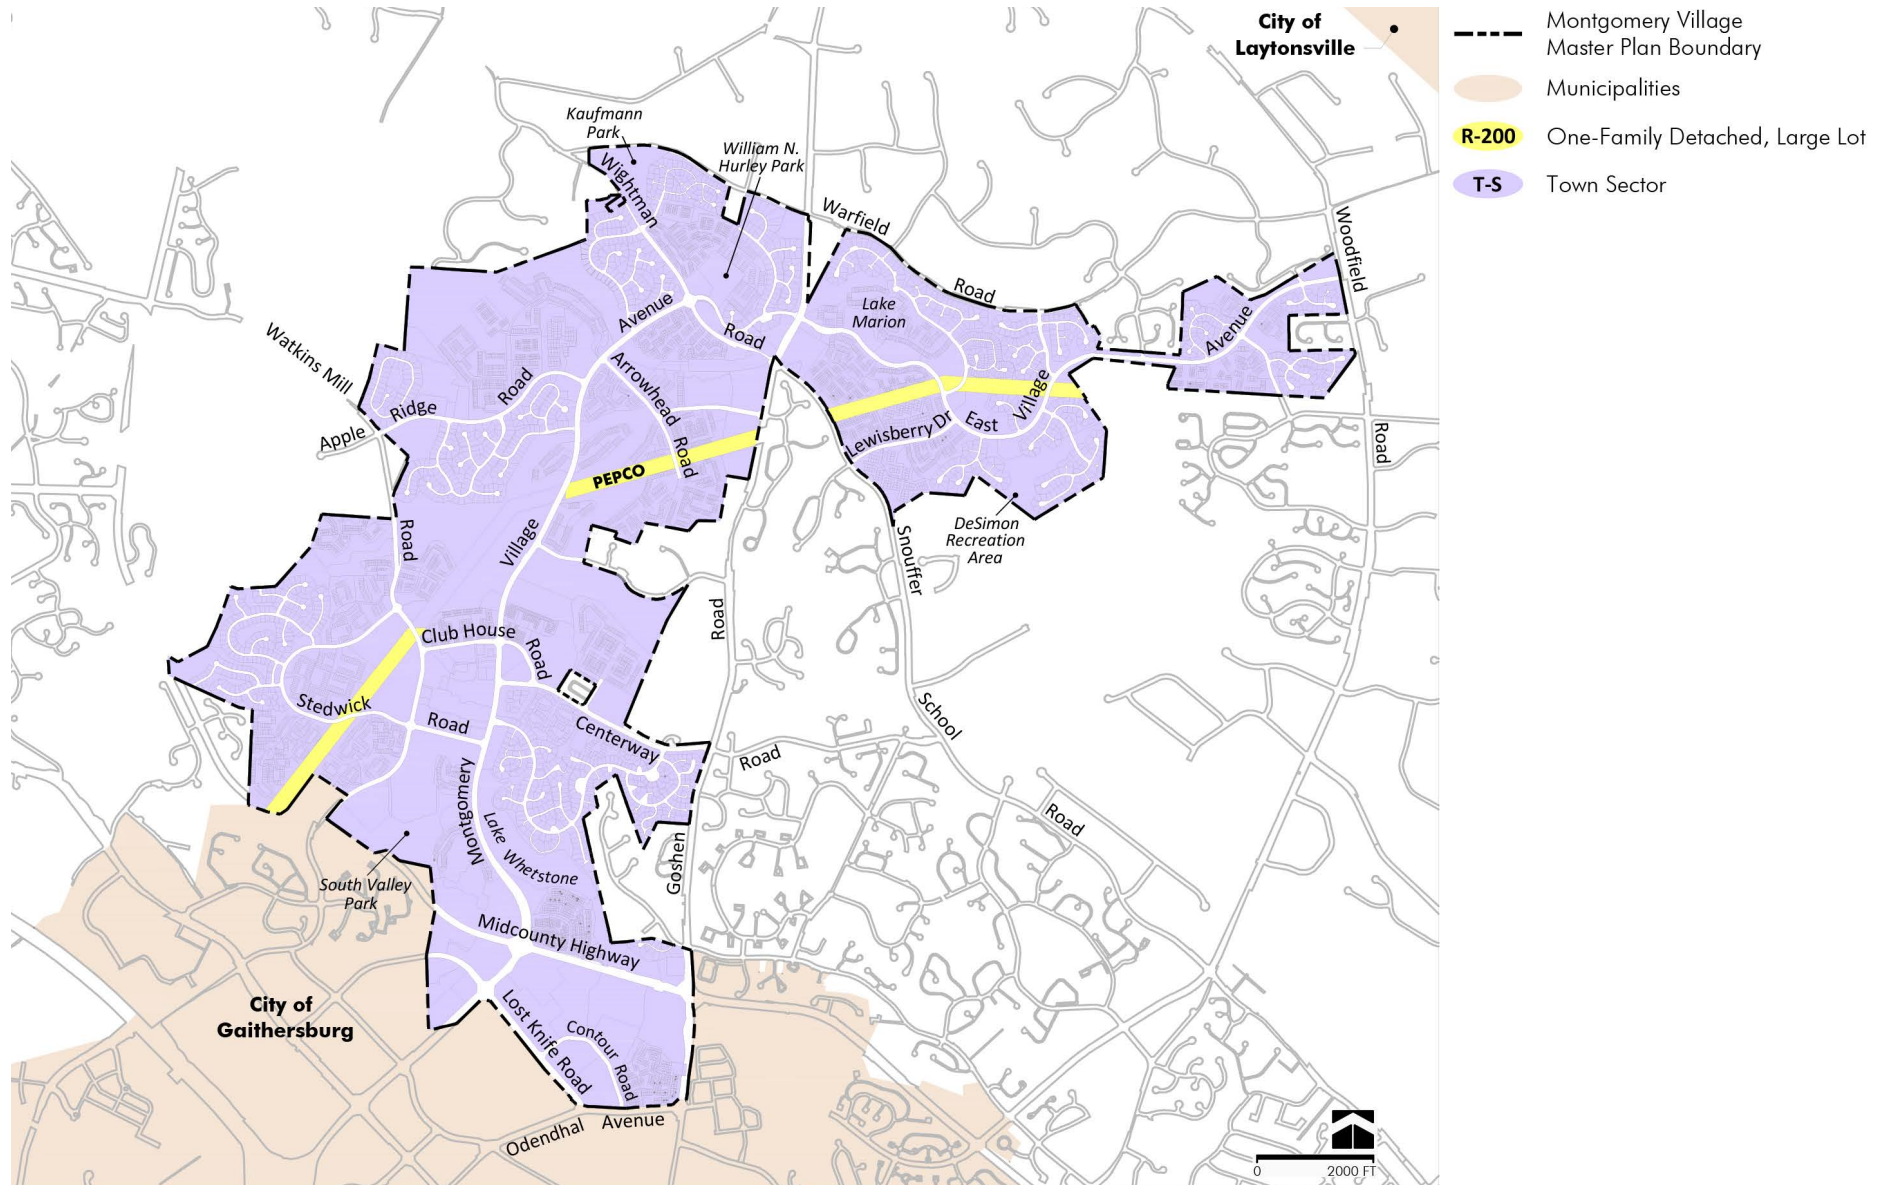 City of
Laytonsville
Montgomery Village
Master Plan Boundary
Municipalities
R-200
One-Family Detached, Large Lot
T-S
Town Sector
Kaufmann
Park
William N.
Hurley Park
Wightman
Warfield
Road
Woodfield
Road
Lake
Marion
Avenue
Road
Avenue
Arrowhead
Road
Watkins Mill
Road
Apple
Ridge
Road
Village
East
Lewisberry Dr
PEPCO
DeSimon
Recreation
Area
Snouffer
School
Road
Village
Road
Club House
Road
Stedwick
Road
Centerway
Road
Montgomery
Lake
Whetstone
Goshen
South Valley
Park
Midcounty Highway
City of
Gaithersburg
Lost Knife Road
Contour
Road
Odendhal
Avenue
0
2000 FT